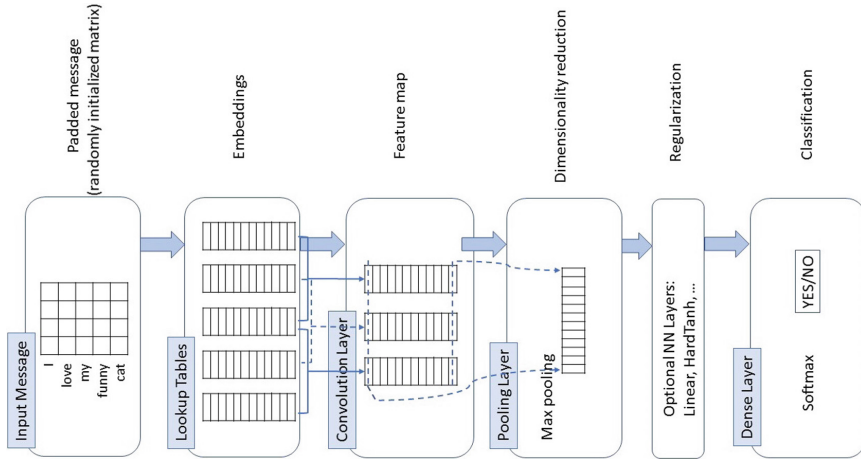 Padded message
(randomly initialized matrix)
Embeddings
Feature map
Dimensionality reduction
Regularization
Classification
Input Message
I
love
my
funny
cat
Lookup Tables
Convolution Layer
Pooling Layer
Max pooling
Optional NN Layers:
Linear, HardTanh, ...
Dense Layer
Softmax
YES/NO